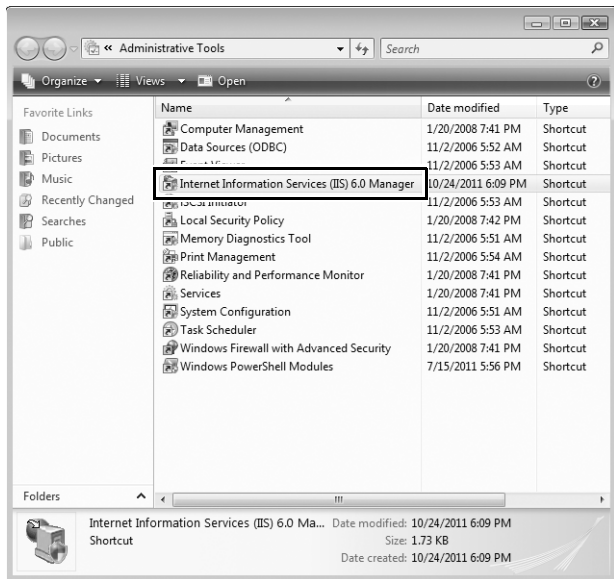 « Administrative Tools
Search
Organize Views Open
Favorite Links
Documents
Pictures
Music
Recently Changed
Searches
Public
Folders
Name Date modified Type
Computer Management 1/20/2008 7:41 PM Shortcut
Data Sources (ODBC) 11/2/2006 5:52 AM Shortcut
Event Viewer 11/2/2006 5:53 AM Shortcut
Internet Information Services (IIS) 6.0 Manager 10/24/2011 6:09 PM Shortcut
iSCSI Initiator 11/2/2006 5:53 AM Shortcut
Local Security Policy 1/20/2008 7:42 PM Shortcut
Memory Diagnostics Tool 11/2/2006 5:51 AM Shortcut
Print Management 11/2/2006 5:54 AM Shortcut
Reliability and Performance Monitor 1/20/2008 7:41 PM Shortcut
Services 1/20/2008 7:41 PM Shortcut
System Configuration 11/2/2006 5:51 AM Shortcut
Task Scheduler 11/2/2006 5:53 AM Shortcut
Windows Firewall with Advanced Security 1/20/2008 7:41 PM Shortcut
Windows PowerShell Modules 7/15/2011 5:56 PM Shortcut
Internet Information Services (IIS) 6.0 Ma... Date modified: 10/24/2011 6:09 PM
Shortcut Size: 1.73 KB
Date created: 10/24/2011 6:09 PM